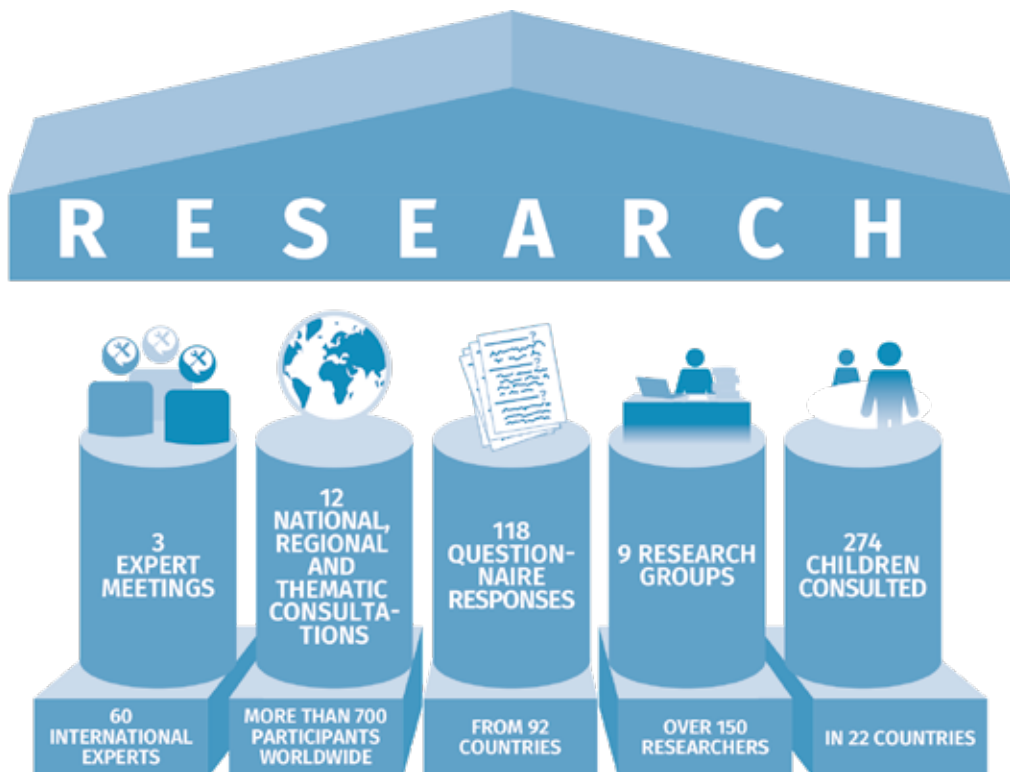 RESEARCH
3
EXPERT
MEETINGS
60
INTERNATIONAL
EXPERTS
12
NATIONAL,
REGIONAL
AND
THEMATIC
CONSULTA-
TIONS
MORE THAN 700
PARTICIPANTS
WORLDWIDE
118
QUESTION-
NAIRE
RESPONSES
FROM 92
COUNTRIES
9 RESEARCH
GROUPS
OVER 150
RESEARCHERS
274
CHILDREN
CONSULTED
IN 22 COUNTRIES